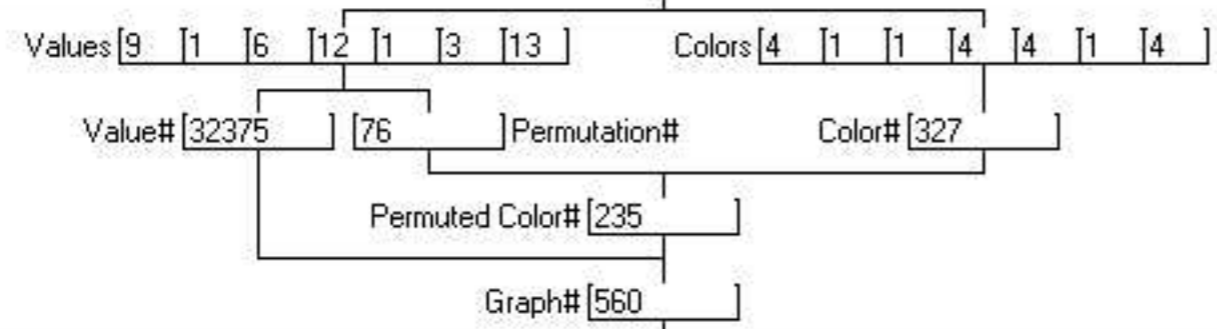 Values [9 [1 [6 [12 [1 [3 [13 ] Colors [4 [1 [1 [4 [4 [1 [4 ]
Value# [32375 ] [76 ] Permutation# Color# [327 ]
Permuted Color# [235 ]
Graph# [560 ]